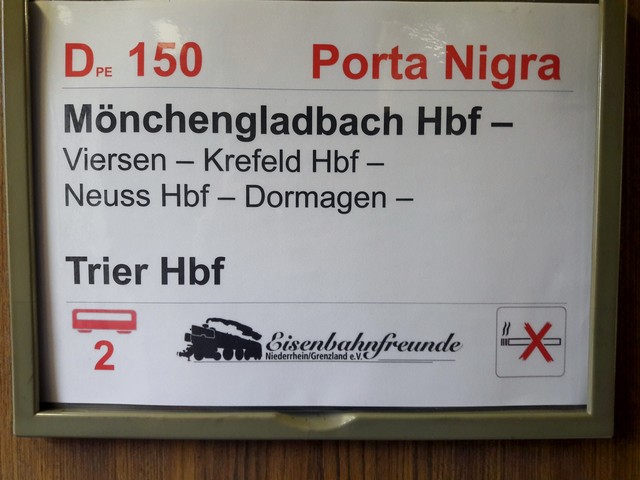 DPE 150 Porta Nigra
Mönchengladbach Hbf –
Viersen – Krefeld Hbf –
Neuss Hbf – Dormagen –
Trier Hbf
2
Eisenbahnfreunde
Niederrhein/Grenzland e.V.